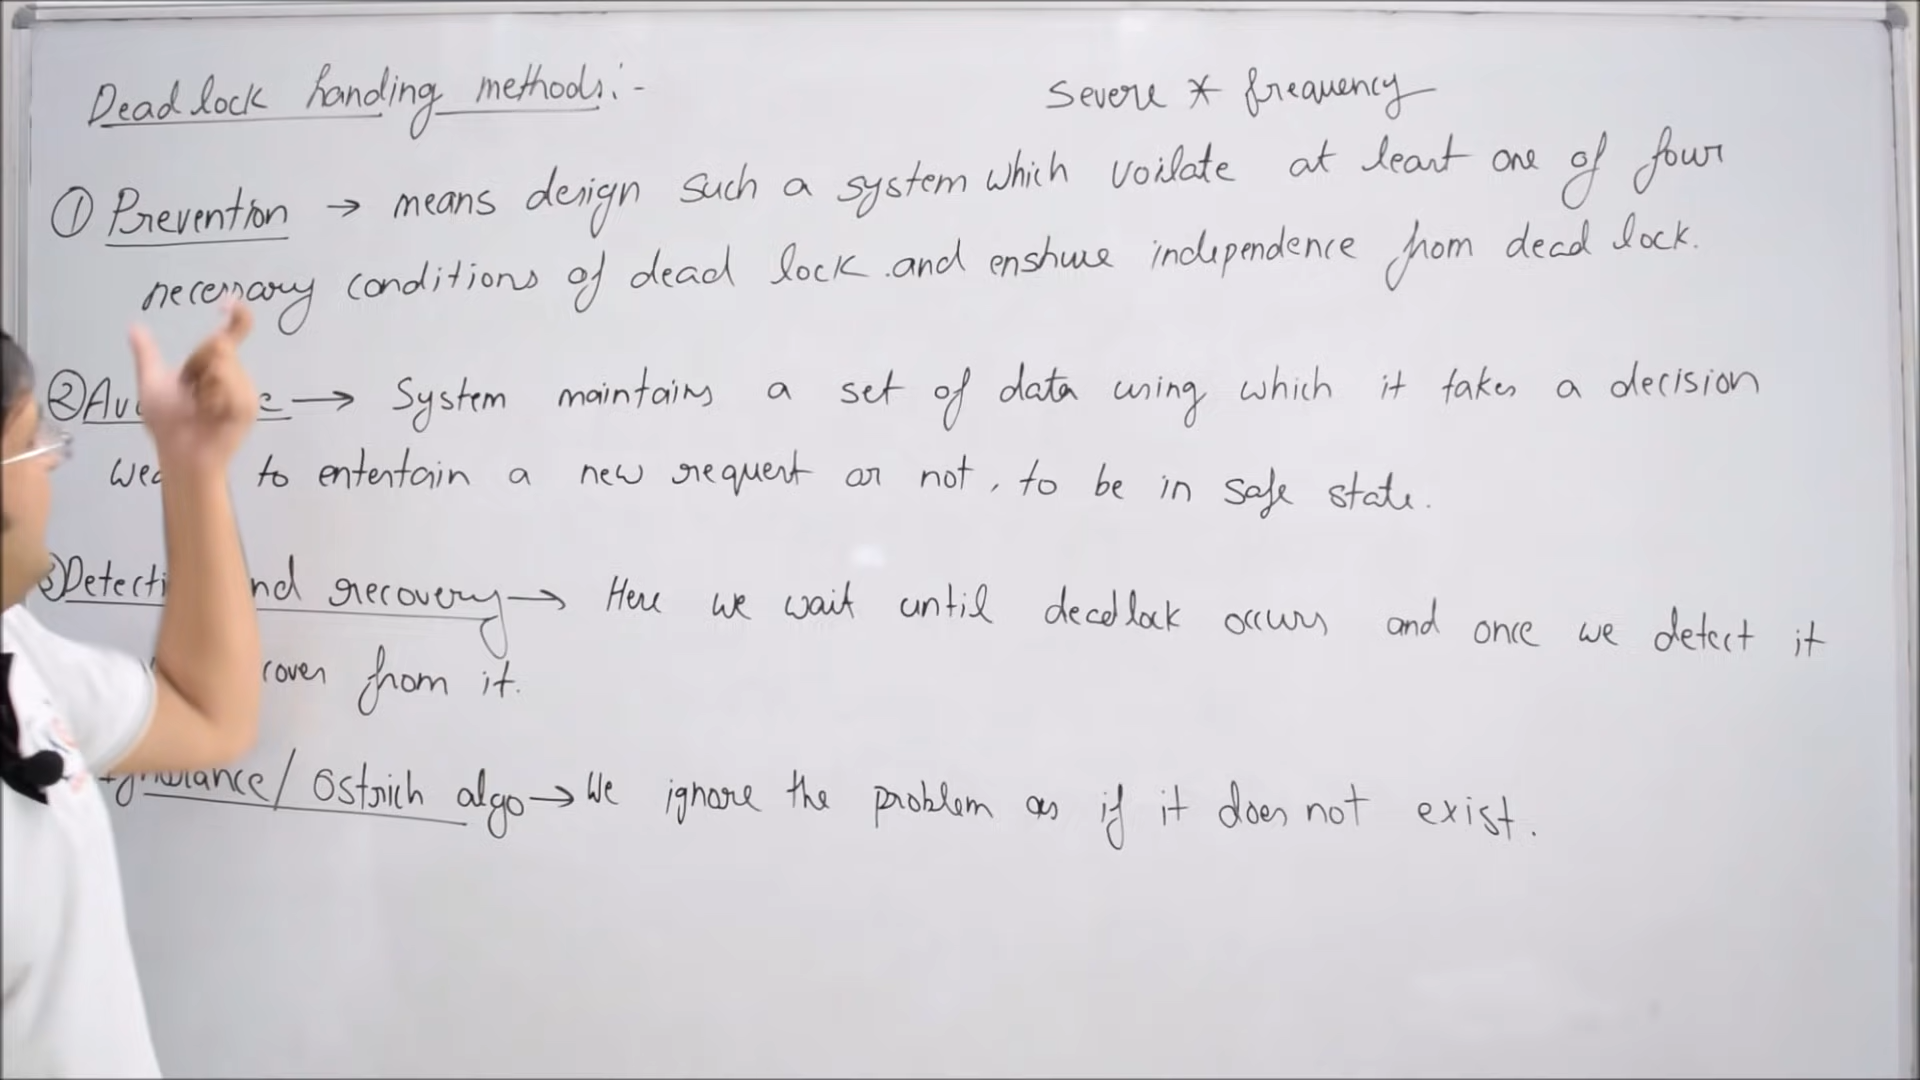 Dead lock handing methods:-
Severe * frequency
① Prevention → means design such a system which voilate at least one of four
necessary conditions of dead lock and enshure independence from dead lock.
② → System maintains a set of data using which it takes a decision
to entertain a new request or not, to be in safe state.
and recovery → Here we wait until decedlock occurs and once we detect it
from it.
/ Ostrich algo → We ignore the problem as if it does not exist.